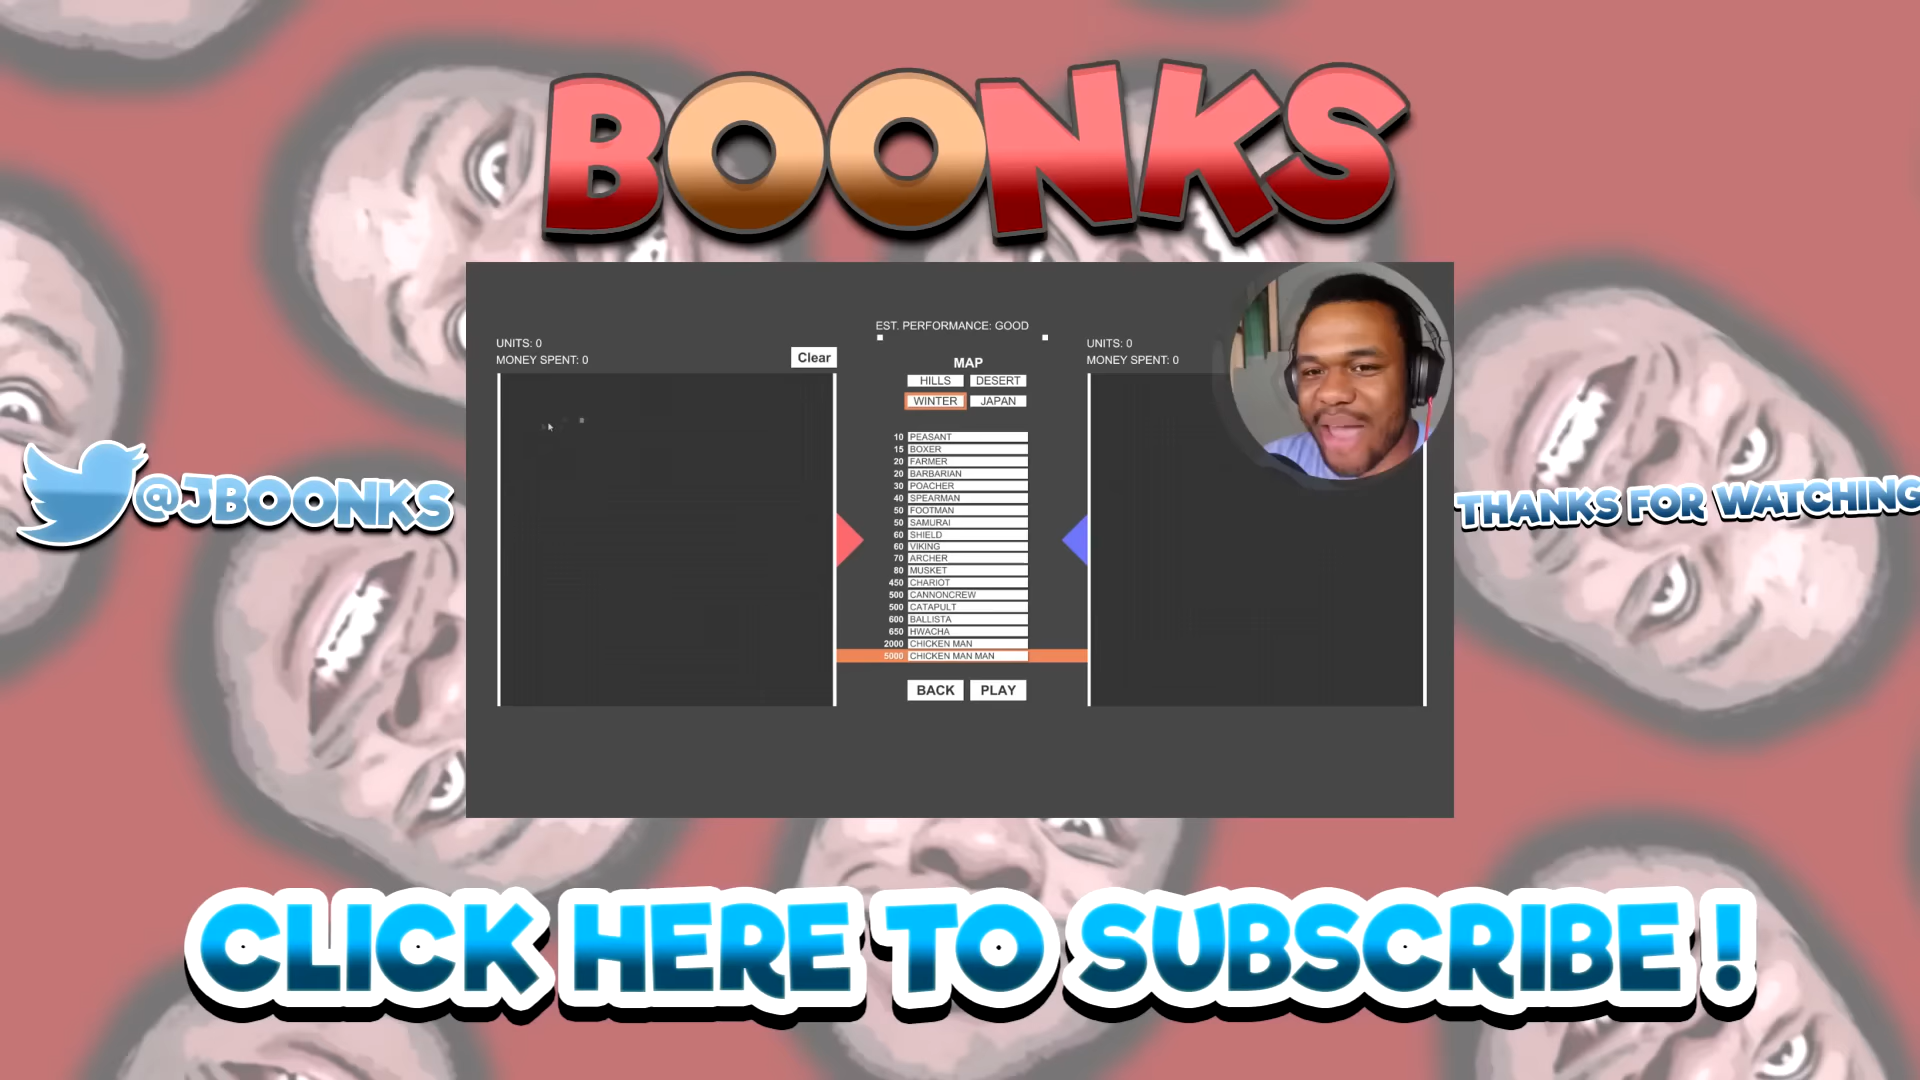 BOONKS
EST. PERFORMANCE: GOOD
UNITS: 0
MONEY SPENT: 0
Clear
MAP
HILLS DESERT
WINTER JAPAN
UNITS: 0
MONEY SPENT: 0
10 PEASANT
15 BOXER
20 FARMER
20 BARBARIAN
30 POACHER
40 SPEARMAN
50 FOOTMAN
50 SAMURAI
60 SHIELD
60 VIKING
70 ARCHER
80 MUSKET
450 CHARIOT
500 CANNONCREW
500 CATAPULT
600 BALLISTA
650 HWACHA
2000 CHICKEN MAN
5000 CHICKEN MAN MAN
BACK PLAY
@JBOONKS
THANKS FOR WATCHING
CLICK HERE TO SUBSCRIBE !